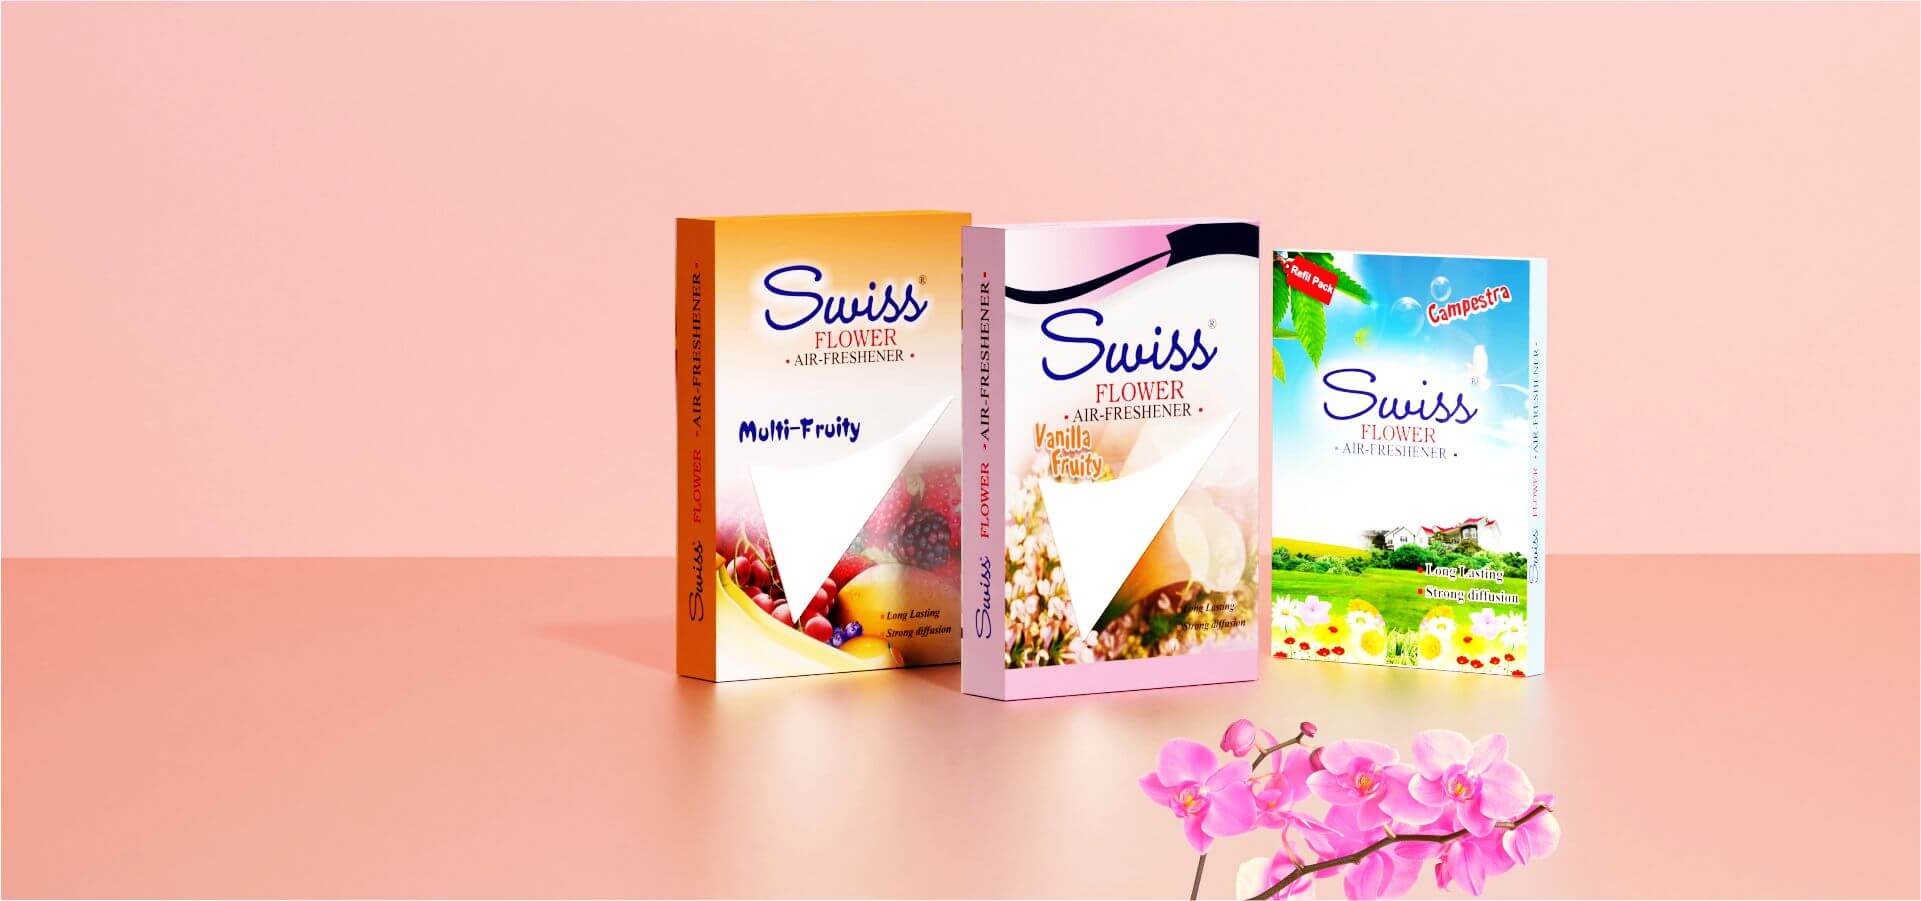 Swiss FLOWER - AIR-FRESHENER -
Swiss®
FLOWER
• AIR-FRESHENER •
Multi-Fruity
Long Lasting
Strong diffusion
Swiss FLOWER • AIR-FRESHENER •
Swiss®
FLOWER
• AIR-FRESHENER •
Vanilla
Fruity
Long Lasting
Strong diffusion
Refil Pack
Campestra
Swiss
FLOWER
• AIR-FRESHENER •
Long Lasting
Strong diffusion
Swiss FLOWER - AIR-FRESHENER -